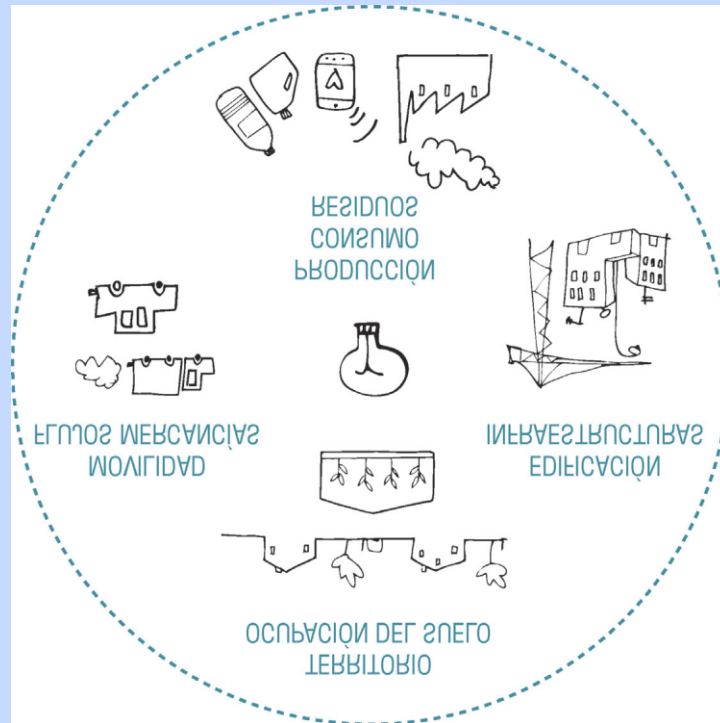 TERRITORIO
OCUPACIÓN DEL SUELO
MOVILIDAD
FLUJOS MERCANCÍAS
EDIFICACIÓN
INFRAESTRUCTURAS
PRODUCCIÓN
CONSUMO
RESIDUOS